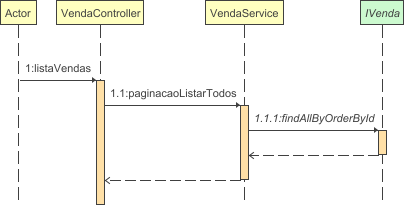 Actor
VendaController
VendaService
IVenda
1:listaVendas
1.1:paginacaoListarTodos
1.1.1:findAllByOrderById